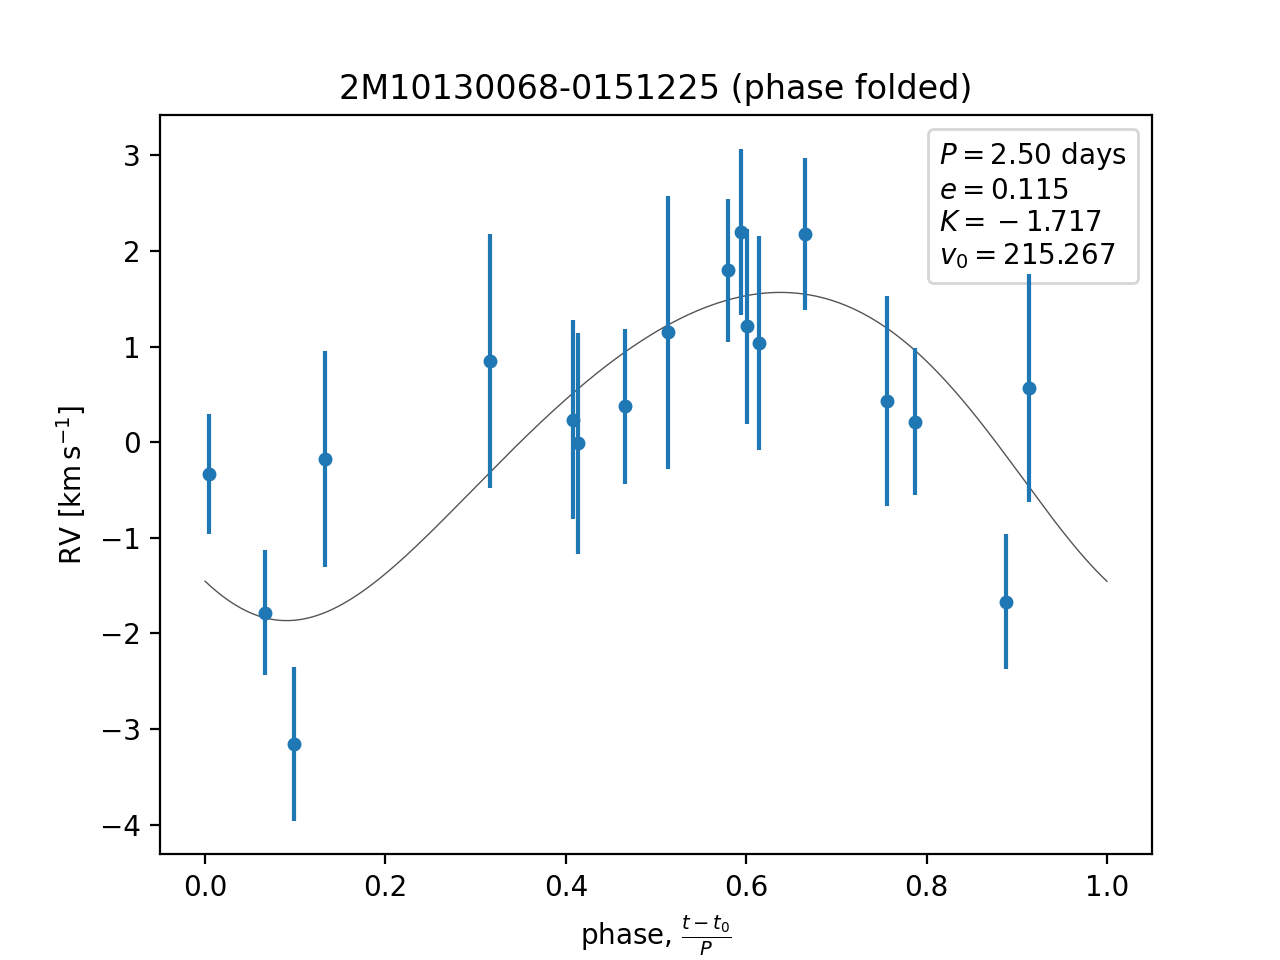 2M10130068-0151225 (phase folded)
P = 2.50 days
e = 0.115
K = −1.717
v₀ = 215.267
RV [km s⁻¹]
3
2
1
0
−1
−2
−3
−4
0.0 0.2 0.4 0.6 0.8 1.0
phase, (t − t₀)/P